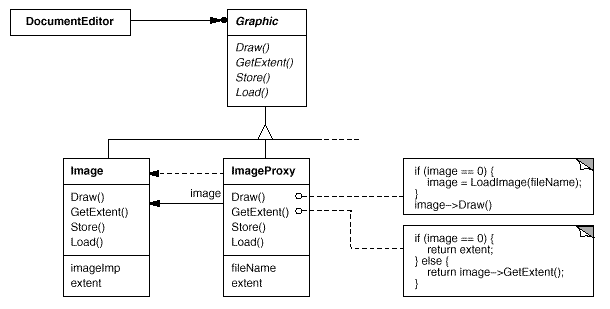 DocumentEditor
Graphic
Draw()
GetExtent()
Store()
Load()
Image
Draw()
GetExtent()
Store()
Load()
imageImp
extent
image
ImageProxy
Draw()
GetExtent()
Store()
Load()
fileName
extent
if (image == 0) {
image = LoadImage(fileName);
}
image->Draw()
if (image == 0) {
return extent;
} else {
return image->GetExtent();
}